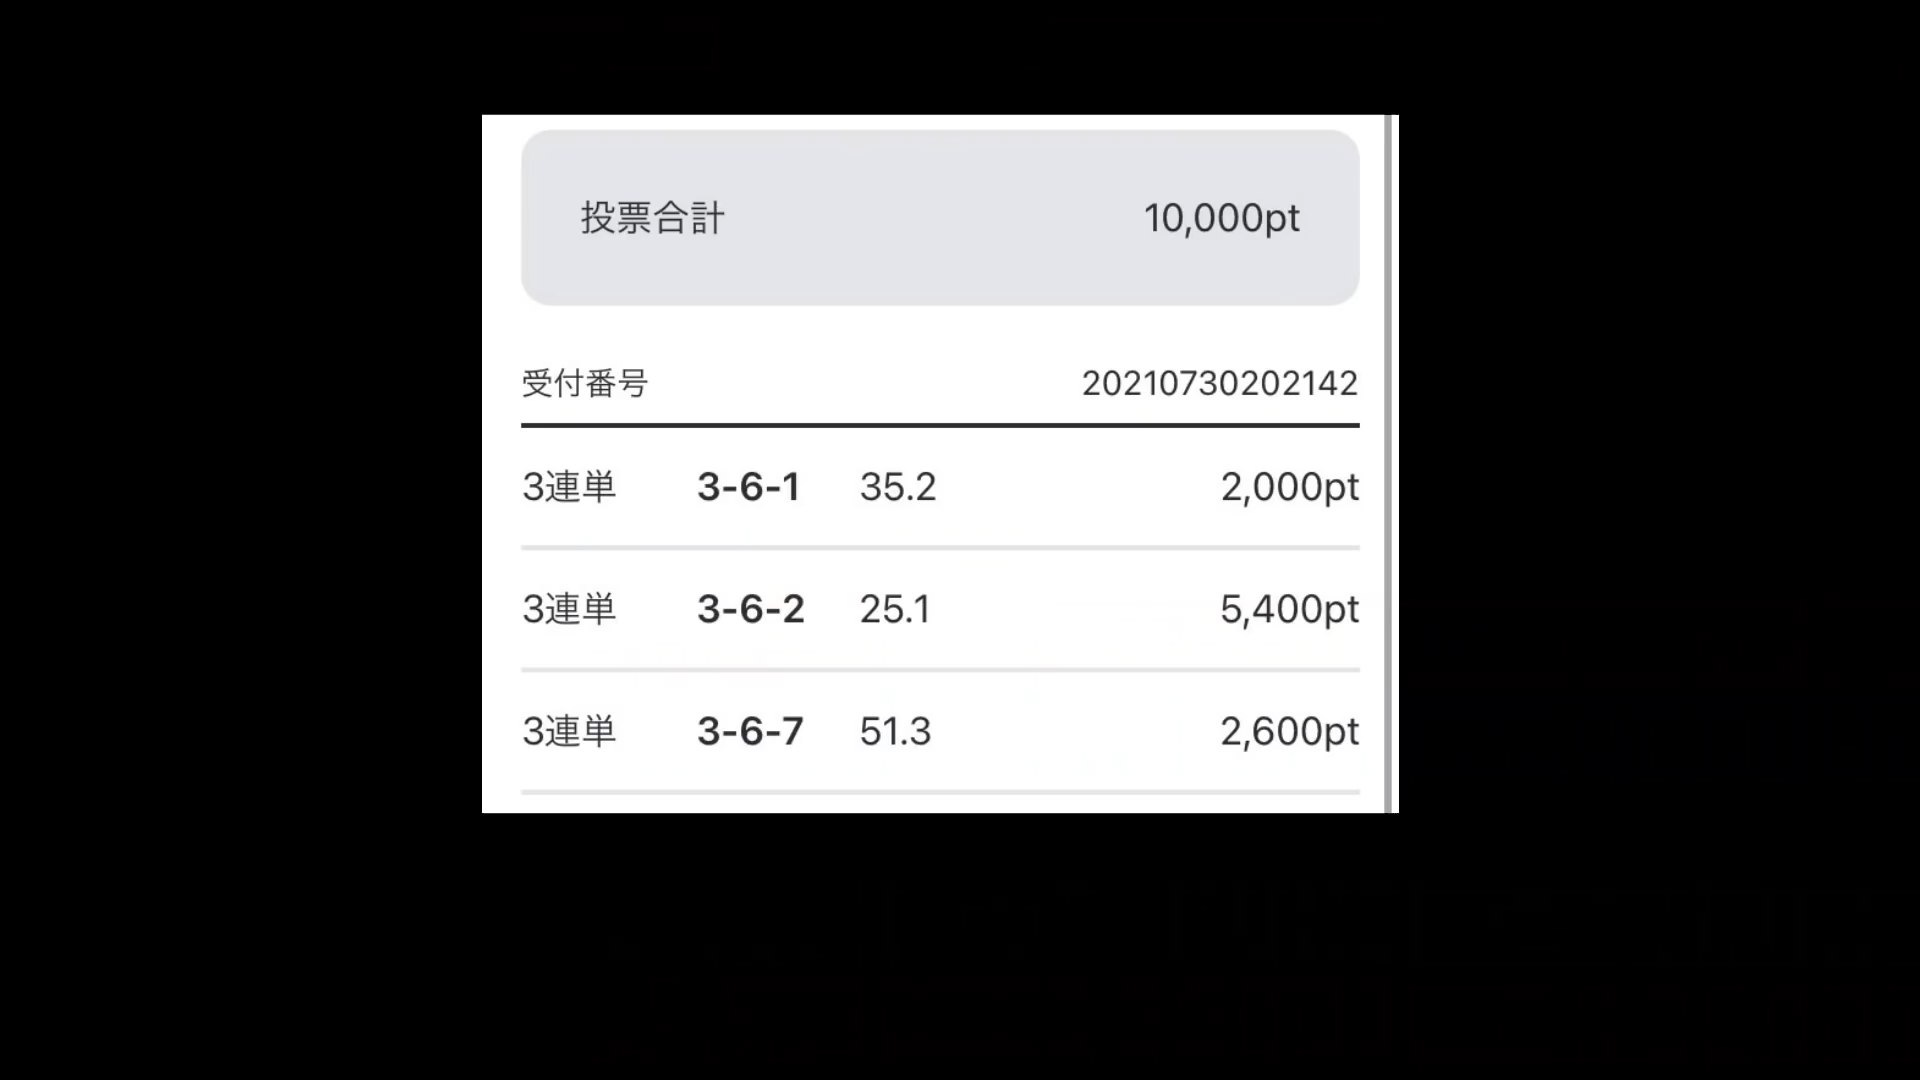 投票合計 10,000pt
受付番号 20210730202142
3連単 3-6-1 35.2 2,000pt
3連単 3-6-2 25.1 5,400pt
3連単 3-6-7 51.3 2,600pt